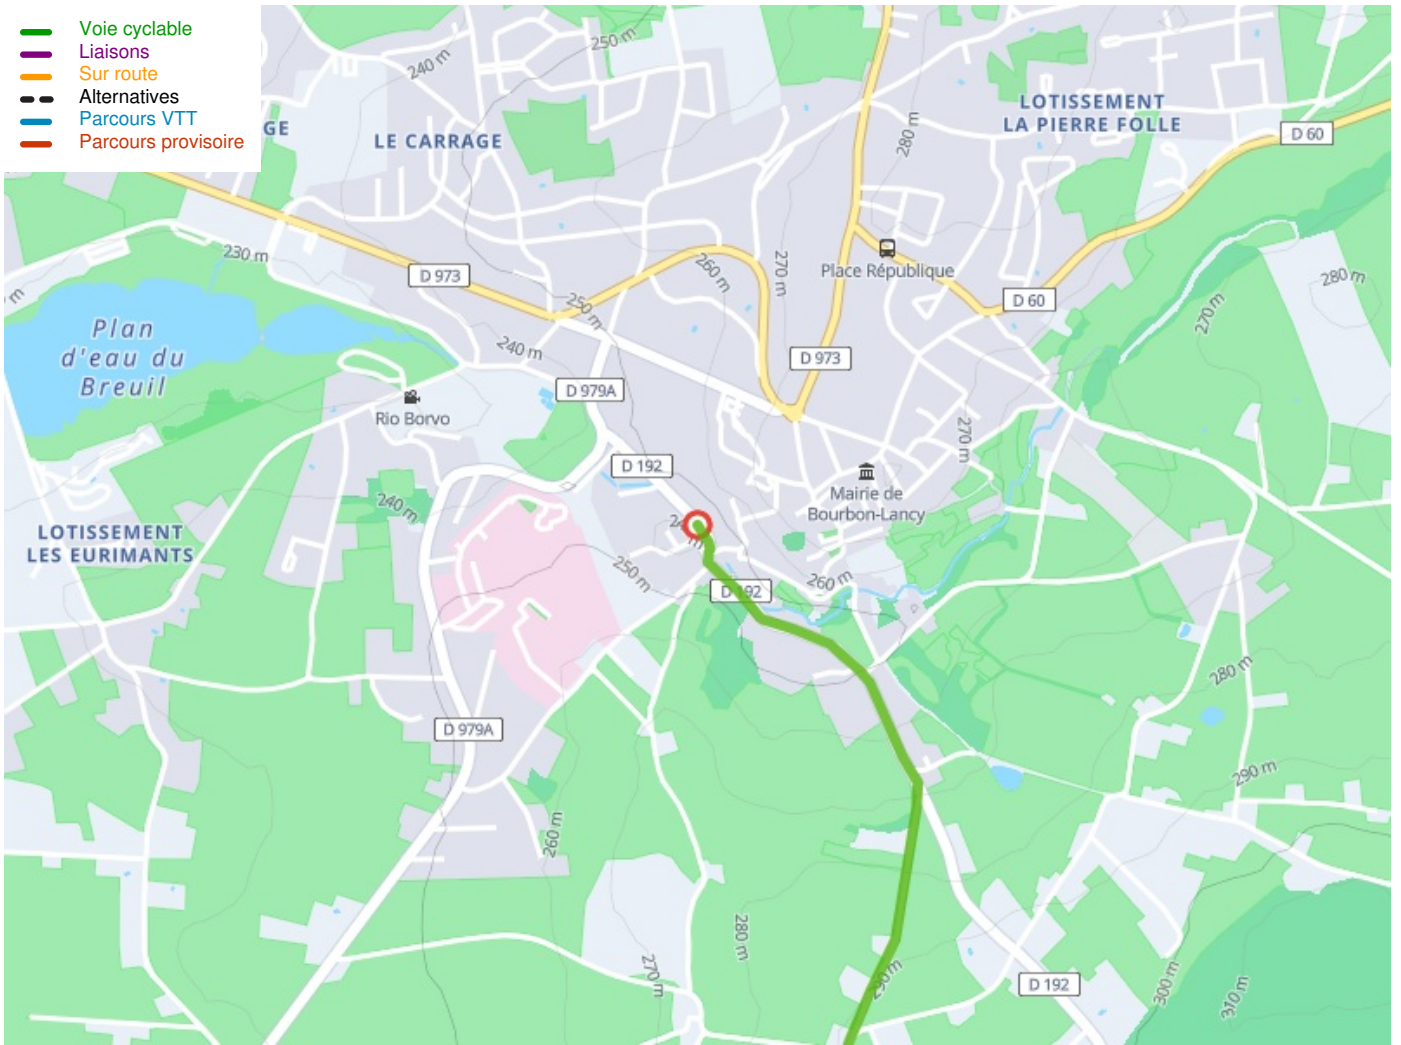 Voie cyclable
Liaisons
Sur route
Alternatives
Parcours VTT
Parcours provisoire
GE
240 m
250 m
LE CARRAGE
280 m
LOTISSEMENT
LA PIERRE FOLLE
D 60
230 m
D 973
250 m
260 m
270 m
Place République
D 60
280 m
270 m
m
Plan
d'eau du
Breuil
240 m
D 973
D 979A
Rio Borvo
270 m
D 192
Mairie de
Bourbon-Lancy
240 m
LOTISSEMENT
LES EURIMANTS
250 m
260 m
D 192
280 m
D 979A
290 m
260 m
280 m
270 m
290 m
D 192
300 m
310 m